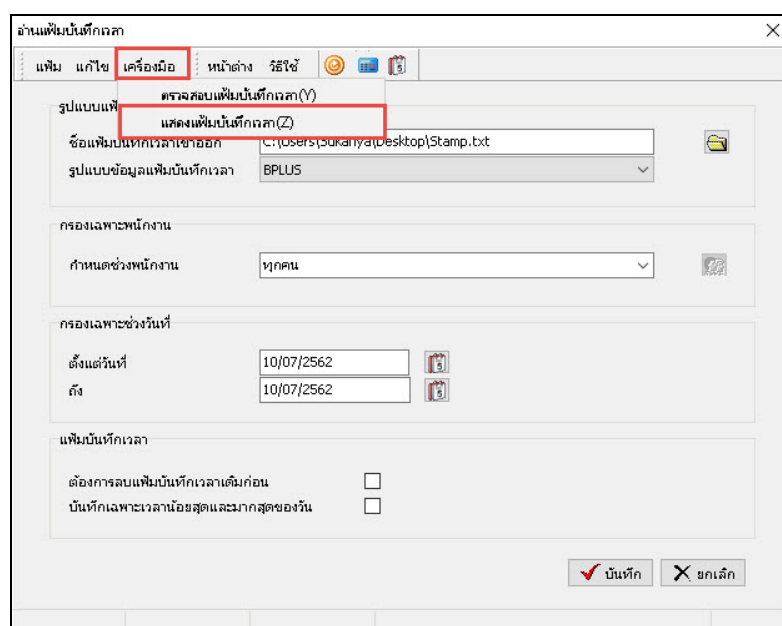 อ่านแฟ้มบันทึกเวลา
แฟ้ม แก้ไข เครื่องมือ หน้าต่าง วิธีใช้
ตรวจสอบแฟ้มบันทึกเวลา(Y)
แสดงแฟ้มบันทึกเวลา(Z)
รูปแบบแฟ้
ชื่อแฟ้มบันทึกเวลาเข้าออก C:\Users\Sukanya\Desktop\Stamp.txt
รูปแบบข้อมูลแฟ้มบันทึกเวลา BPLUS
กรองเฉพาะพนักงาน
กำหนดช่วงพนักงาน ทุกคน
กรองเฉพาะช่วงวันที่
ตั้งแต่วันที่ 10/07/2562
ถึง 10/07/2562
แฟ้มบันทึกเวลา
ต้องการลบแฟ้มบันทึกเวลาเดิมก่อน
บันทึกเฉพาะเวลาน้อยสุดและมากสุดของวัน
บันทึก ยกเลิก